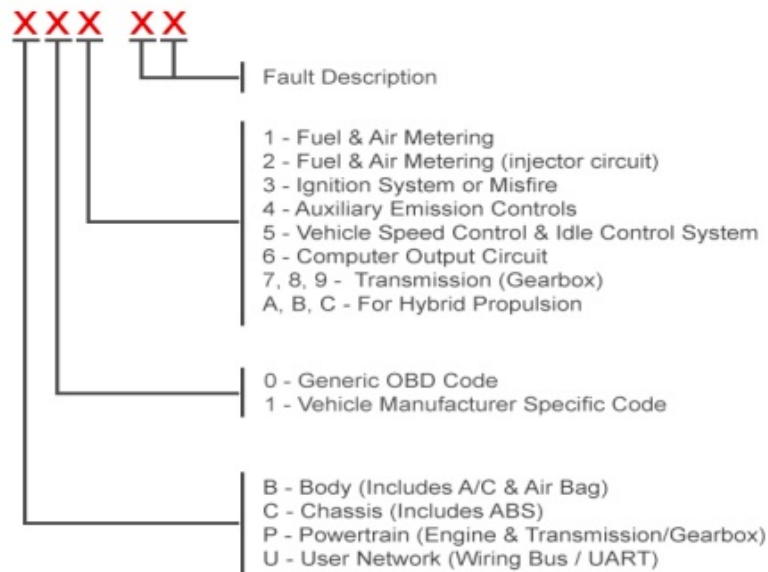 XXX XX
Fault Description
1 - Fuel & Air Metering
2 - Fuel & Air Metering (injector circuit)
3 - Ignition System or Misfire
4 - Auxiliary Emission Controls
5 - Vehicle Speed Control & Idle Control System
6 - Computer Output Circuit
7, 8, 9 - Transmission (Gearbox)
A, B, C - For Hybrid Propulsion
0 - Generic OBD Code
1 - Vehicle Manufacturer Specific Code
B - Body (Includes A/C & Air Bag)
C - Chassis (Includes ABS)
P - Powertrain (Engine & Transmission/Gearbox)
U - User Network (Wiring Bus / UART)